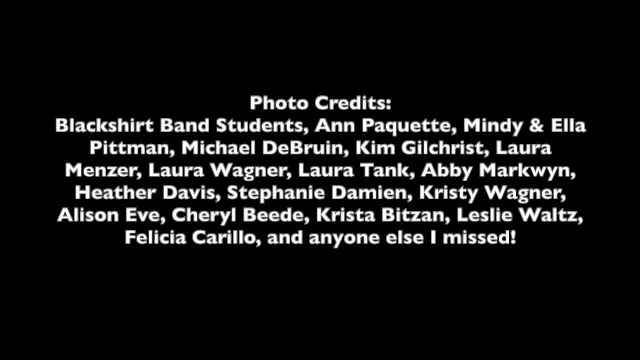 Photo Credits:
Blackshirt Band Students, Ann Paquette, Mindy & Ella
Pittman, Michael DeBruin, Kim Gilchrist, Laura
Menzer, Laura Wagner, Laura Tank, Abby Markwyn,
Heather Davis, Stephanie Damien, Kristy Wagner,
Alison Eve, Cheryl Beede, Krista Bitzan, Leslie Waltz,
Felicia Carillo, and anyone else I missed!